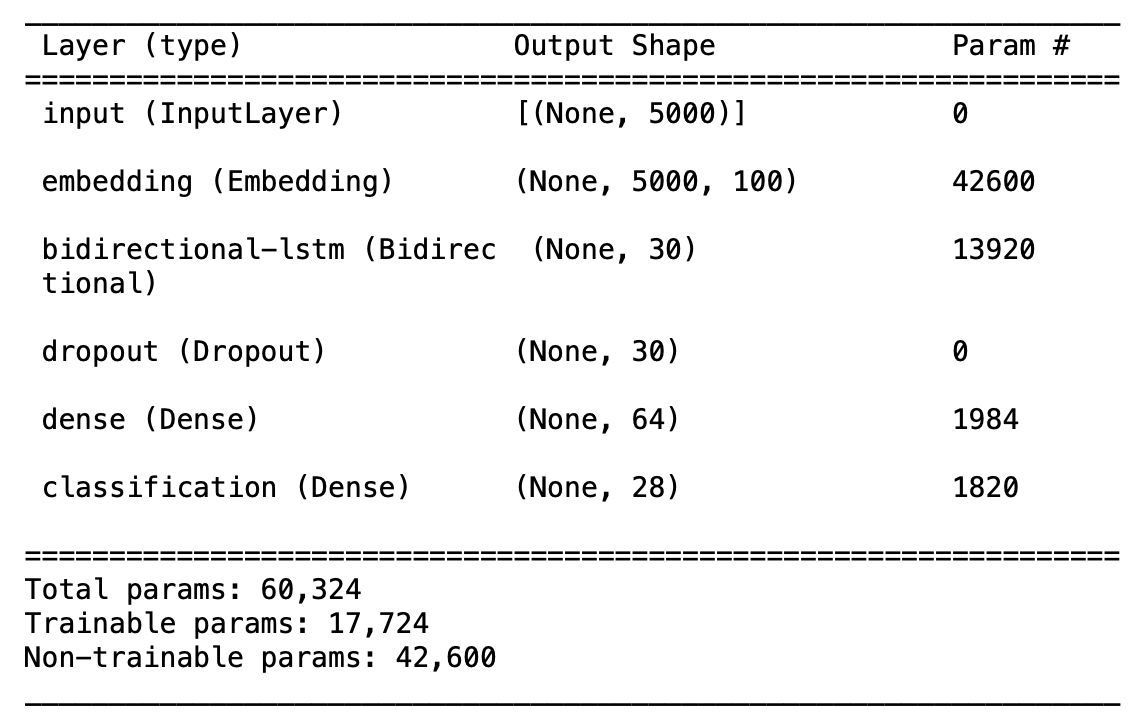 Layer (type) Output Shape Param #
input (InputLayer) [(None, 5000)] 0
embedding (Embedding) (None, 5000, 100) 42600
bidirectional-lstm (Bidirec (None, 30) 13920
tional)
dropout (Dropout) (None, 30) 0
dense (Dense) (None, 64) 1984
classification (Dense) (None, 28) 1820
Total params: 60,324
Trainable params: 17,724
Non-trainable params: 42,600